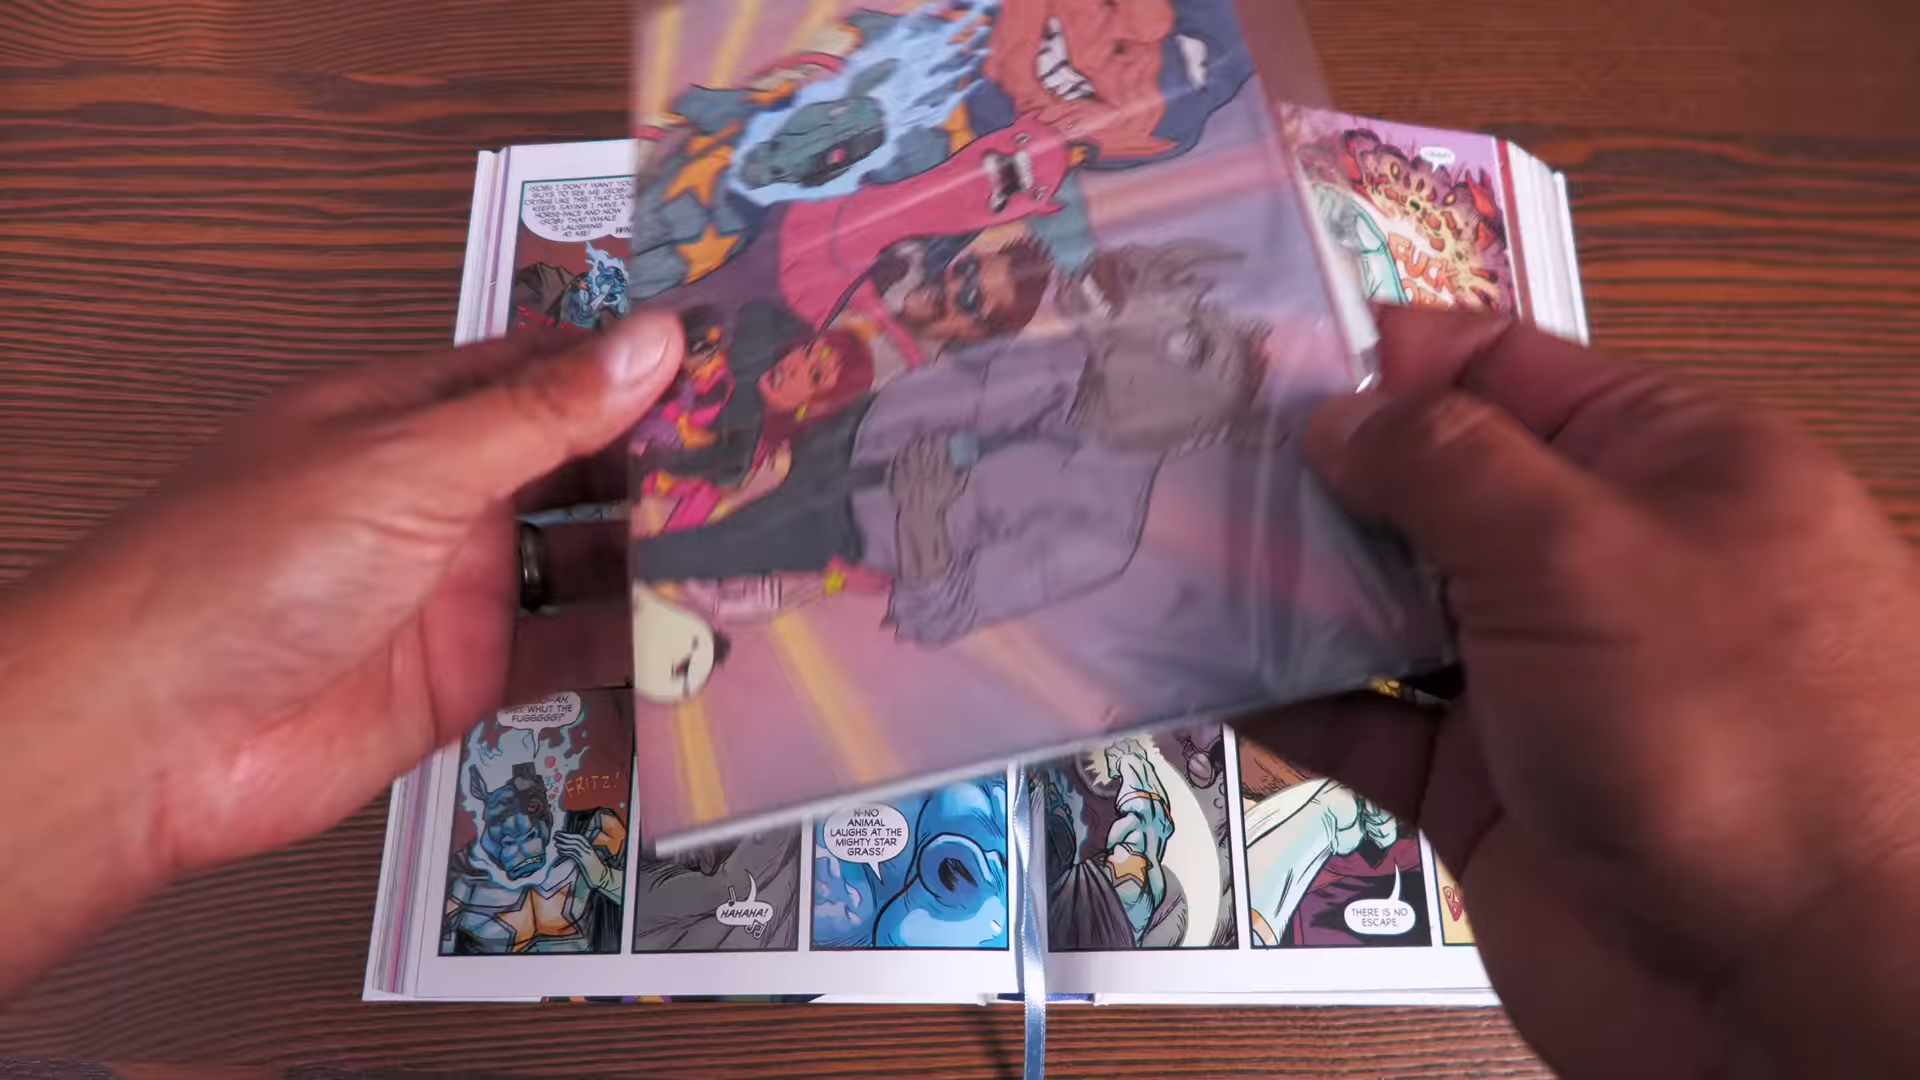 (SOB) I DON'T WANT YOU
GUYS TO SEE ME (SOB)
CRYING LIKE THIS! THAT CRAB
KEEPS SAYING I HAVE A
HORSE-FACE AND NOW
(SOB) THAT WHALE
IS LAUGHING
AT ME!
FUCK
WHUT THE
FUGGGGG?
FRITZ!
HAHAHA!
N-NO
ANIMAL
LAUGHS AT THE
MIGHTY STAR
GRASS!
THERE IS NO
ESCAPE.